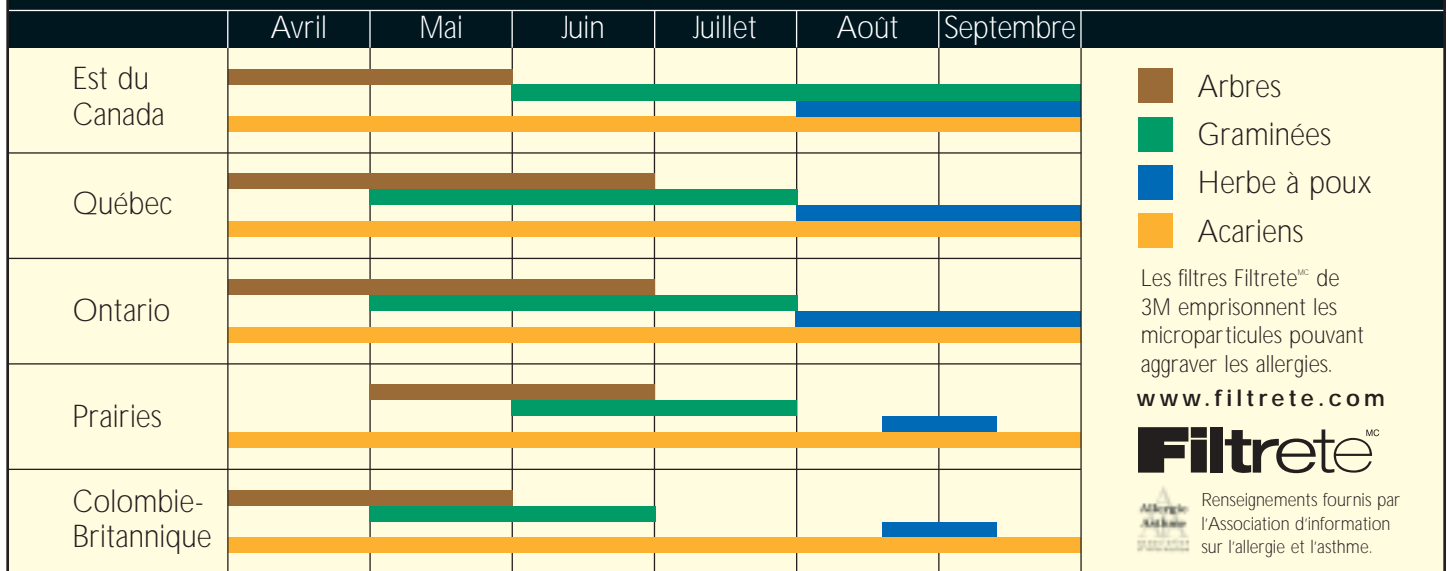 Avril Mai Juin Juillet Août Septembre
Est du
Canada
Québec
Ontario
Prairies
Colombie-
Britannique
Arbres
Graminées
Herbe à poux
Acariens
Les filtres Filtrete MC de
3M emprisonnent les
microparticules pouvant
aggraver les allergies.
www.filtrete.com
Filtrete MC
Allergie
Asthme
Renseignements fournis par
l'Association d'information
sur l'allergie et l'asthme.